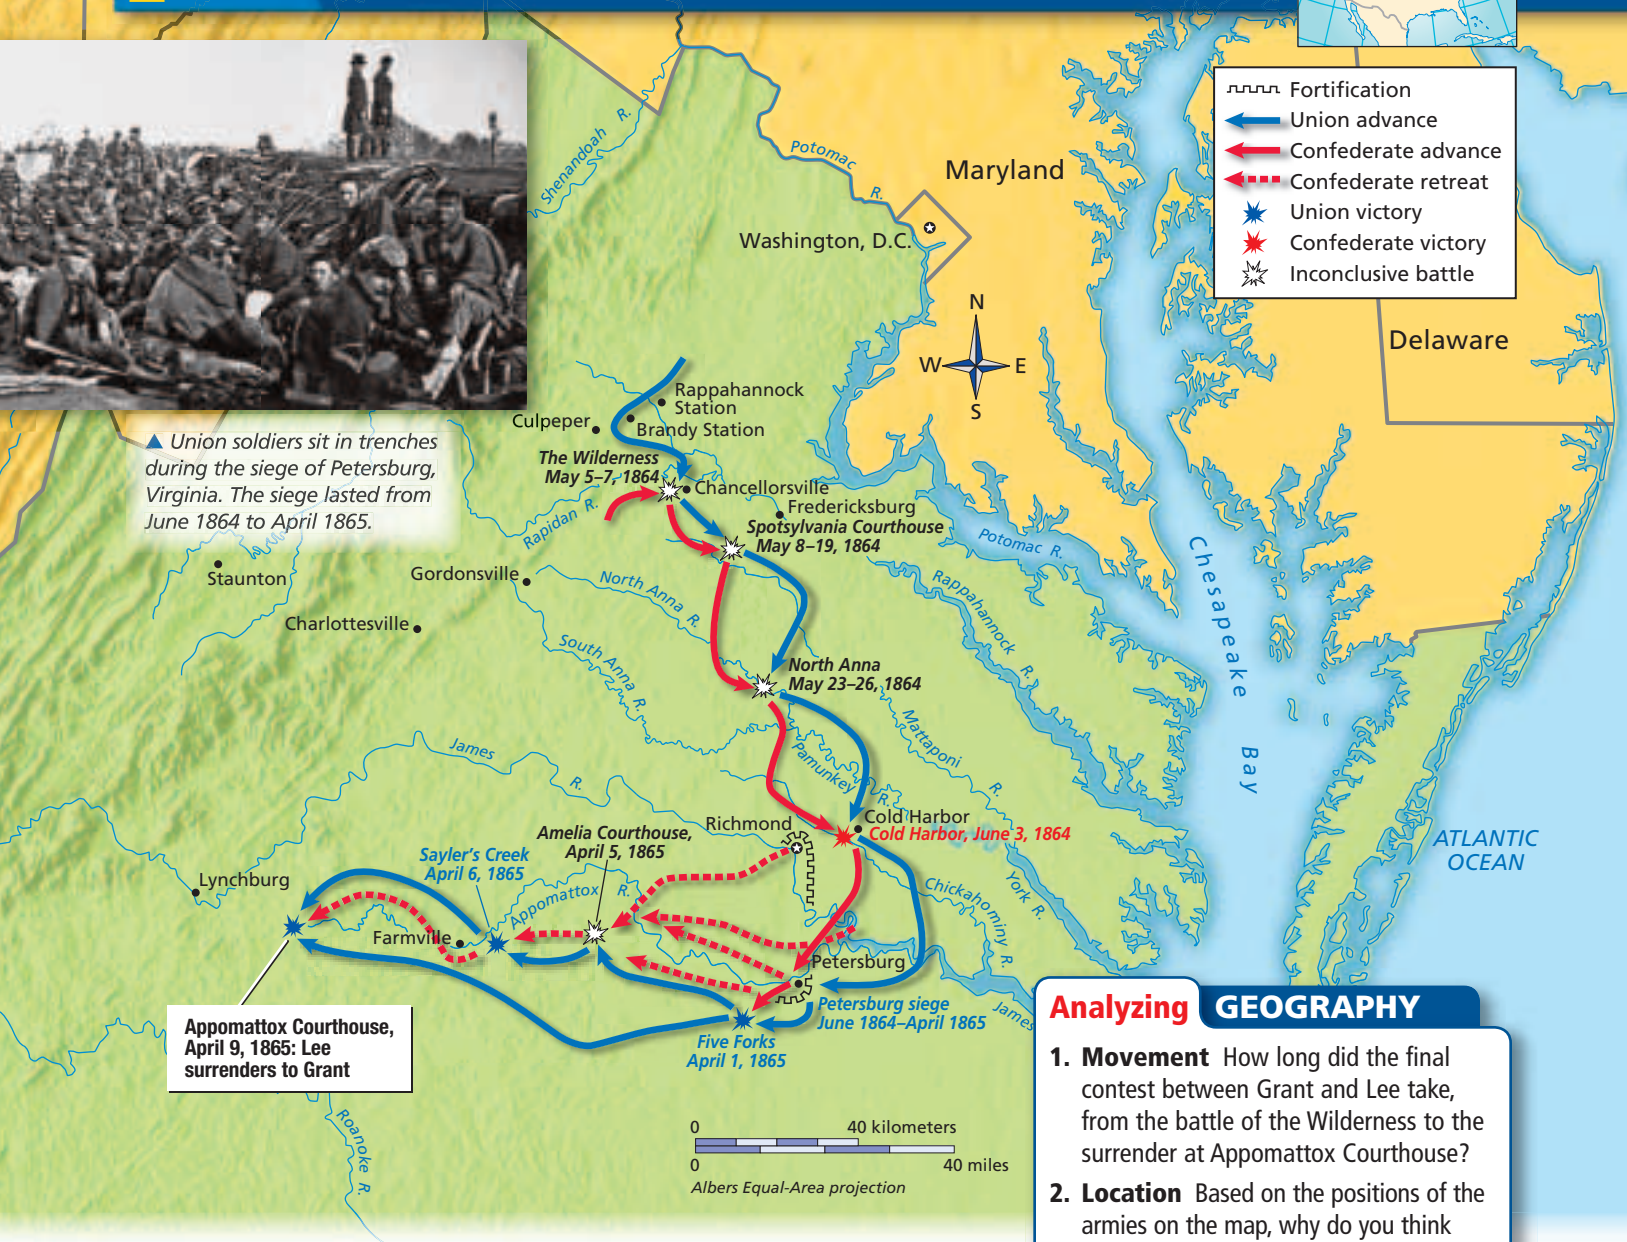 Fortification
Union advance
Confederate advance
Confederate retreat
Union victory
Confederate victory
Inconclusive battle
Shenandoah R.
Potomac
R.
Maryland
Washington, D.C.
Delaware
N
W
E
S
▲ Union soldiers sit in trenches
during the siege of Petersburg,
Virginia. The siege lasted from
June 1864 to April 1865.
Rappahannock
Station
Culpeper
Brandy Station
The Wilderness
May 5–7, 1864
Chancellorsville
Fredericksburg
Rapidan R.
Spotsylvania Courthouse
May 8–19, 1864
Potomac R.
Chesapeake
Bay
Staunton
Gordonsville
North Anna R.
Rappahannock R.
Charlottesville
South Anna R.
North Anna
May 23–26, 1864
Mattaponi
R.
James
R.
Pamunkey
R.
Richmond
Cold Harbor
Cold Harbor, June 3, 1864
ATLANTIC
OCEAN
Amelia Courthouse,
April 5, 1865
Sayler's Creek
April 6, 1865
Lynchburg
Appomattox R.
Chickahominy R.
York R.
Farmville
Petersburg
Petersburg siege
June 1864–April 1865
James
Five Forks
April 1, 1865
Appomattox Courthouse,
April 9, 1865: Lee
surrenders to Grant
Roanoke R.
0 40 kilometers
0 40 miles
Albers Equal-Area projection
Analyzing GEOGRAPHY
1. Movement How long did the final
contest between Grant and Lee take,
from the battle of the Wilderness to the
surrender at Appomattox Courthouse?
2. Location Based on the positions of the
armies on the map, why do you think